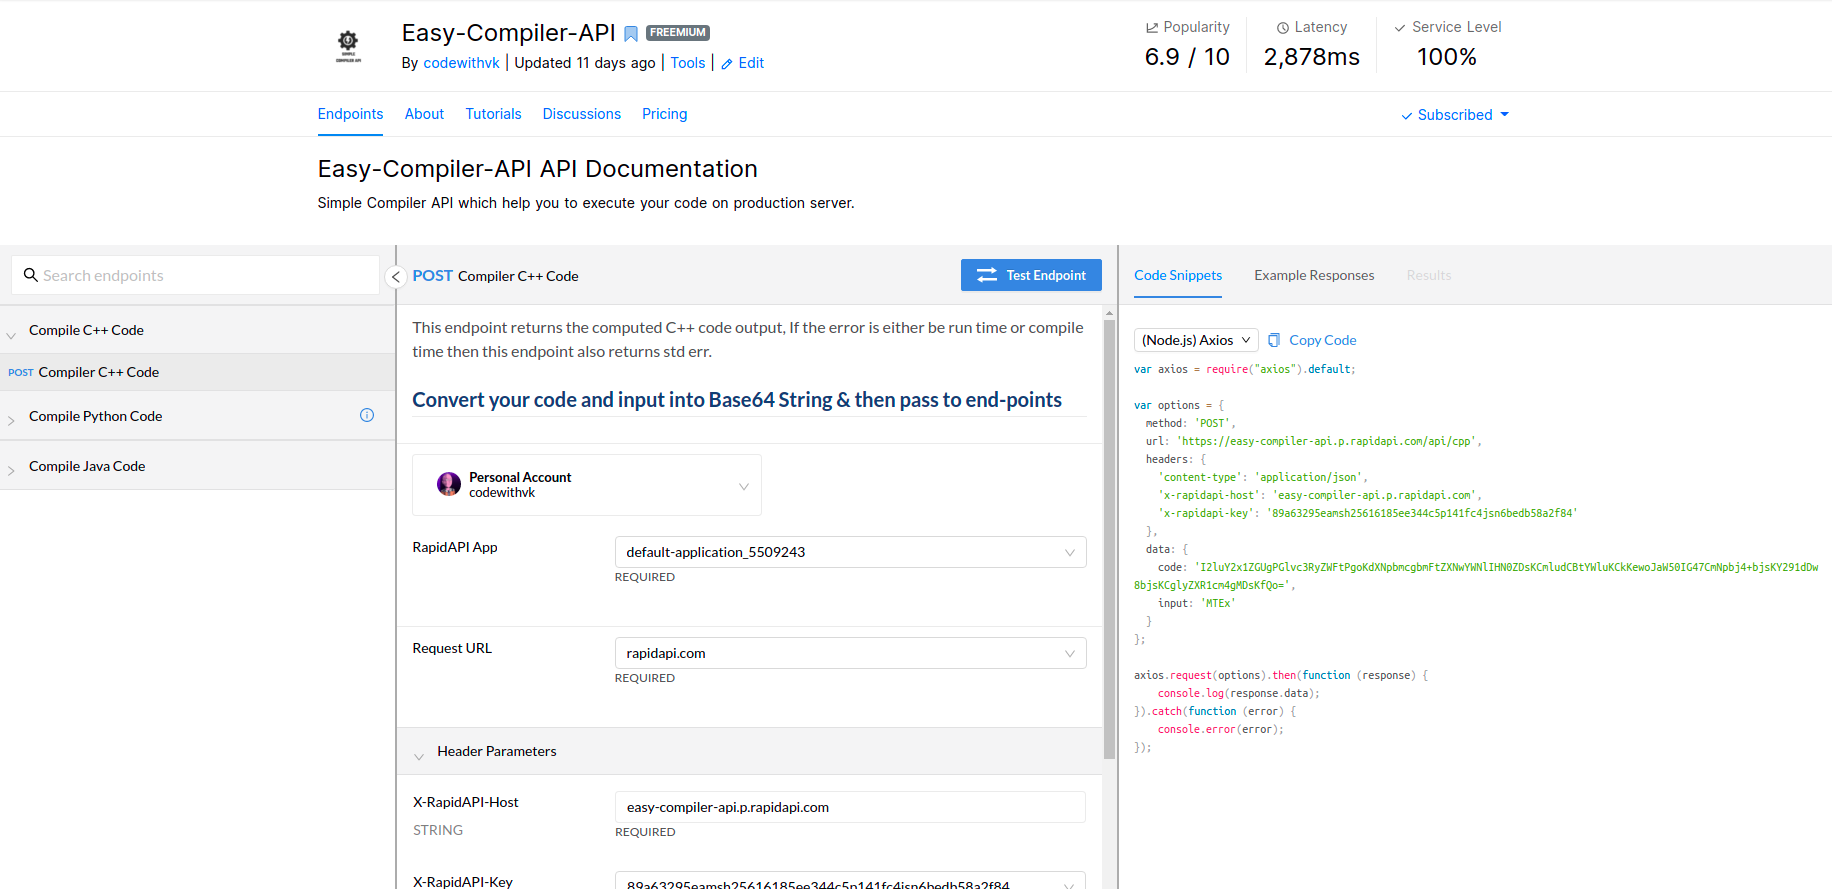 Easy-Compiler-API FREEMIUM
By codewithvk | Updated 11 days ago | Tools | Edit
Popularity
6.9 / 10
Latency
2,878ms
Service Level
100%
SIMPLE
COMPILER API
Endpoints About Tutorials Discussions Pricing
Subscribed
Easy-Compiler-API API Documentation
Simple Compiler API which help you to execute your code on production server.
Search endpoints
Compile C++ Code
POST Compiler C++ Code
Compile Python Code
Compile Java Code
POST Compiler C++ Code
Test Endpoint
This endpoint returns the computed C++ code output, If the error is either be run time or compile
time then this endpoint also returns std err.
Convert your code and input into Base64 String & then pass to end-points
Personal Account
codewithvk
RapidAPI App
default-application_5509243
REQUIRED
Request URL
rapidapi.com
REQUIRED
Header Parameters
X-RapidAPI-Host
STRING
easy-compiler-api.p.rapidapi.com
REQUIRED
X-RapidAPI-Key
89a63295eamsh25616185ee344c5p141fc4jsn6bedb58a2f84
Code Snippets Example Responses Results
(Node.js) Axios Copy Code
var axios = require("axios").default;
var options = {
method: 'POST',
url: 'https://easy-compiler-api.p.rapidapi.com/api/cpp',
headers: {
'content-type': 'application/json',
'x-rapidapi-host': 'easy-compiler-api.p.rapidapi.com',
'x-rapidapi-key': '89a63295eamsh25616185ee344c5p141fc4jsn6bedb58a2f84'
},
data: {
code: 'I2luY2x1ZGUgPGlvc3RyZWFtPgoKdXNpbmcgbmFtZXNwYWNlIHN0ZDsKCmludCBtYWluKCkKewoJaW50IG47CmNpbj4+bjsKY291dDw
8bjsKCglyZXR1cm4gMDsKfQo=',
input: 'MTEx'
}
};
axios.request(options).then(function (response) {
console.log(response.data);
}).catch(function (error) {
console.error(error);
});